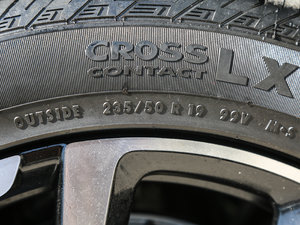 CROSS
CONTACT LX
OUTSIDE 235/50 R 19 99V M+S